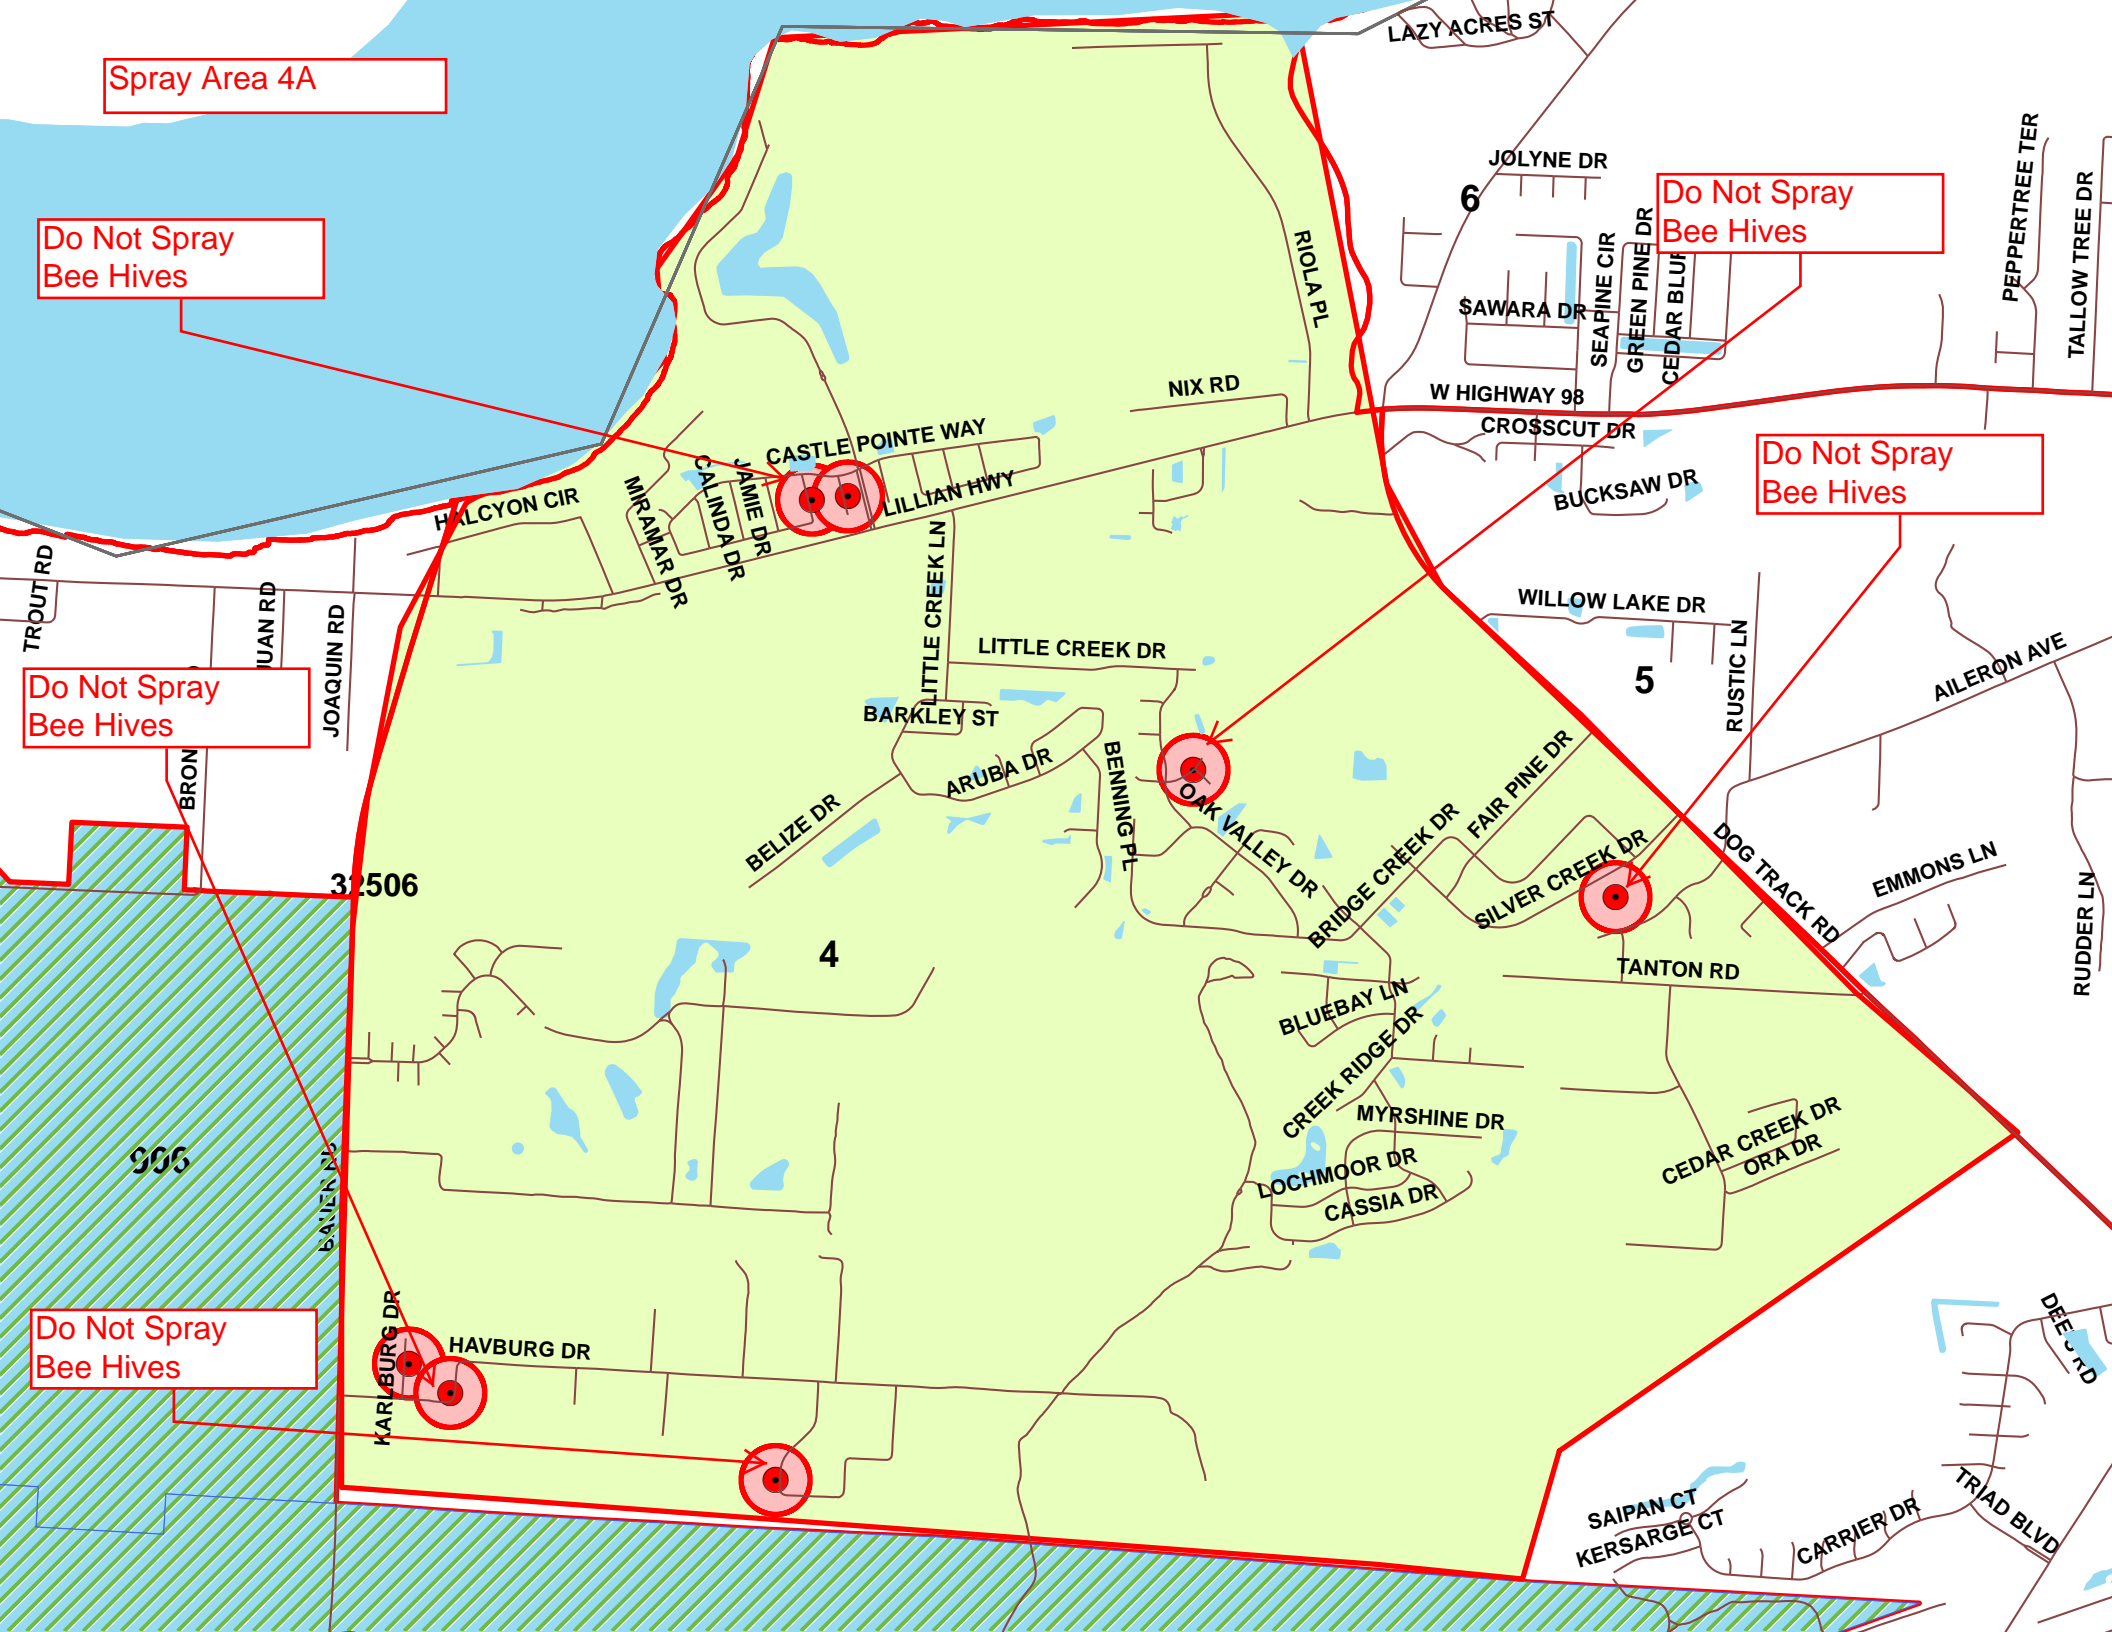 LAZY ACRES ST
Spray Area 4A
JOLYNE DR
PEPPERTREE TER
TALLOW TREE DR
6
Do Not Spray
Bee Hives
Do Not Spray
Bee Hives
RIOLA PL
SEAPINE CIR
GREEN PINE DR
SAWARA DR
NIX RD
W HIGHWAY 98
CROSSCUT DR
CASTLE POINTE WAY
Do Not Spray
Bee Hives
BUCKSAW DR
HALCYON CIR
MIRAMAR DR
CALINDA DR
JAMIE DR
LILLIAN HWY
TROUT RD
JUAN RD
JOAQUIN RD
LITTLE CREEK LN
LITTLE CREEK DR
WILLOW LAKE DR
RUSTIC LN
5
AILERON AVE
Do Not Spray
Bee Hives
BARKLEY ST
ARUBA DR
BENNING PL
BELIZE DR
OAK VALLEY DR
BRIDGE CREEK DR
FAIR PINE DR
SILVER CREEK DR
DOG TRACK RD
EMMONS LN
RUDDER LN
32506
4
TANTON RD
BLUEBAY LN
CREEK RIDGE DR
MYRSHINE DR
LOCHMOOR DR
CASSIA DR
CEDAR CREEK DR
ORA DR
KARLBURG DR
HAVBURG DR
Do Not Spray
Bee Hives
SAIPAN CT
KERSARGE CT
CARRIER DR
TRIAD BLVD